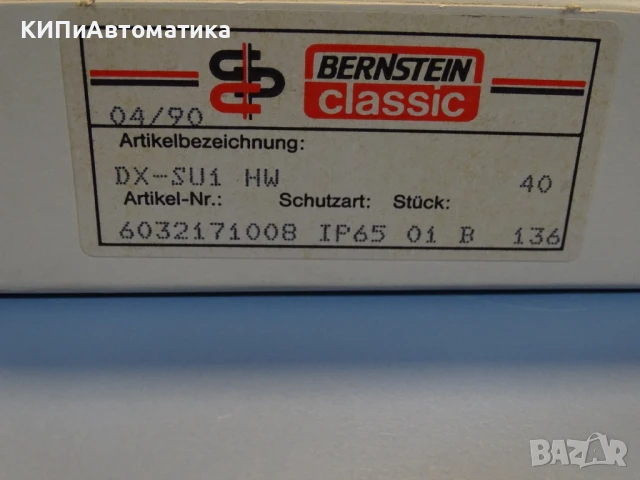 КИПиАвтоматика
BERNSTEIN
classic
04/90
Artikelbezeichnung:
DX-SU1 HW 40
Artikel-Nr.: Schutzart: Stück:
6032171008 IP65 01 B 136
BAZAR